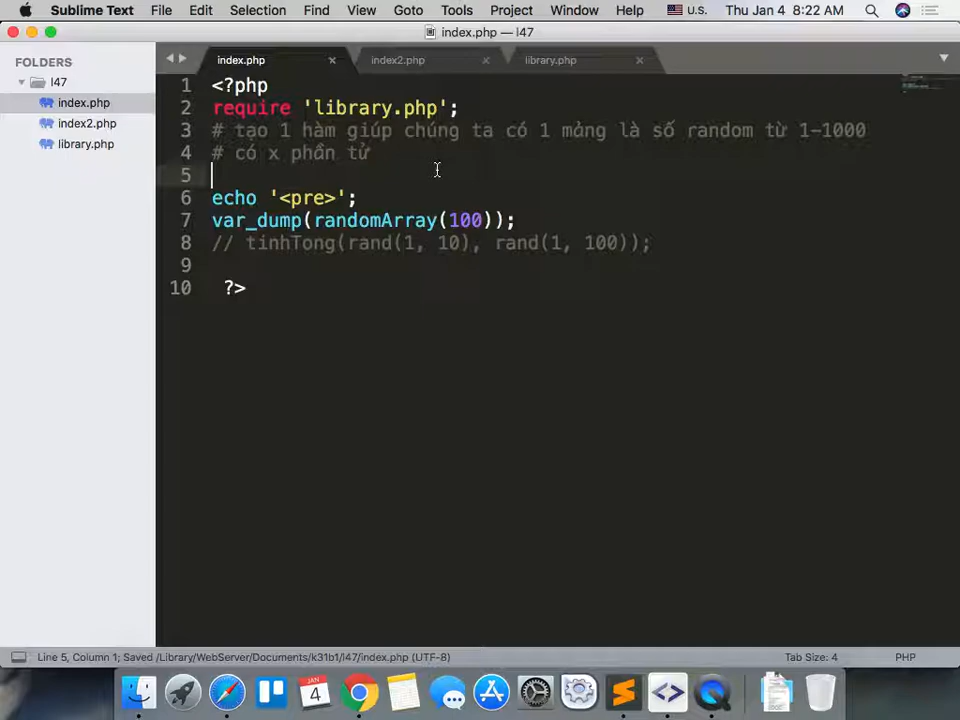 Sublime Text File Edit Selection Find View Goto Tools Project Window Help U.S. Thu Jan 4 8:22 AM
index.php — l47
FOLDERS
l47
index.php
index2.php
library.php
index.php index2.php library.php
1 <?php
2 require 'library.php';
3 # tạo 1 hàm giúp chúng ta có 1 mảng là số random từ 1-1000
4 # có x phần tử
5
6 echo '<pre>';
7 var_dump(randomArray(100));
8 // tinhTong(rand(1, 10), rand(1, 100));
9
10 ?>
Line 5, Column 1; Saved /Library/WebServer/Documents/k31b1/l47/index.php (UTF-8) Tab Size: 4 PHP
JAN
4